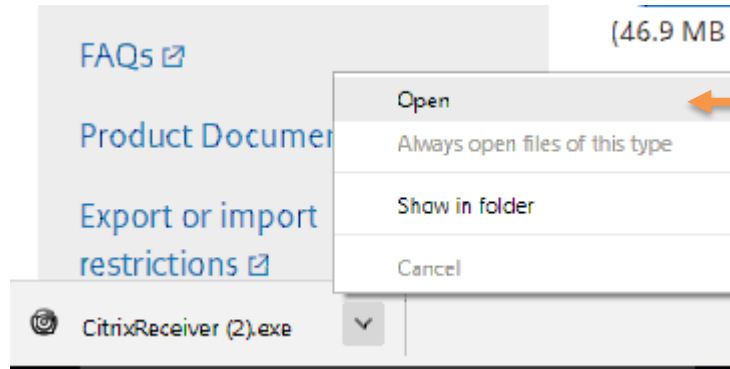 (46.9 MB
FAQs
Open
Product Documen
Always open files of this type
Show in folder
Export or import
restrictions
Cancel
CitrixReceiver (2).exe